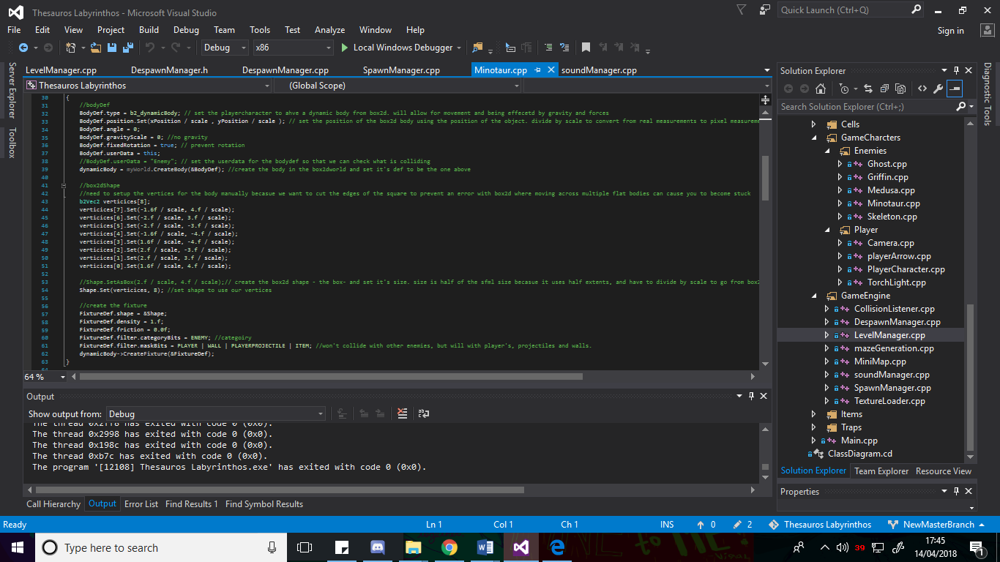 Thesauros Labyrinthos - Microsoft Visual Studio
Quick Launch (Ctrl+Q)
File Edit View Project Build Debug Team Tools Test Analyze Window Help
Sign in
Debug x86 Local Windows Debugger
Server Explorer
Toolbox
LevelManager.cpp DespawnManager.h DespawnManager.cpp SpawnManager.cpp Minotaur.cpp soundManager.cpp
Thesauros Labyrinthos (Global Scope)
30 {
31 //bodyDef
32 BodyDef.type = b2_dynamicBody; // set the playercharacter to ahve a dynamic body from box2d. will allow for movement and being effecetd by gravity and forces
33 BodyDef.position.Set(xPosition / scale , yPosition / scale ); // set the position of the box2d body using the position of the object. divide by scale to convert from real measurements to pixel measureme
34 BodyDef.angle = 0;
35 BodyDef.gravityScale = 0; //no gravity
36 BodyDef.fixedRotation = true; // prevent rotation
37 BodyDef.userData = this;
38 //BodyDef.userData = "Enemy"; // set the userdata for the bodydef so that we can check what is colliding
39 dynamicBody = myWorld.CreateBody(&BodyDef); //create the body in the box2dworld and set it's def to be the one above
40
41 //box2dShape
42 //need to setup the vertices for the body manually becasue we want to cut the edges of the square to prevent an error with box2d where moving across multiple flat bodies can cause you to become stuck
43 b2Vec2 verticices[8];
44 verticices[7].Set(-1.6f / scale, 4.f / scale);
45 verticices[6].Set(-2.f / scale, 3.f / scale);
46 verticices[5].Set(-2.f / scale, -3.f / scale);
47 verticices[4].Set(-1.6f / scale, -4.f / scale);
48 verticices[3].Set(1.6f / scale, -4.f / scale);
49 verticices[2].Set(2.f / scale, -3.f / scale);
50 verticices[1].Set(2.f / scale, 3.f / scale);
51 verticices[0].Set(1.6f / scale, 4.f / scale);
52
53 //Shape.SetAsBox(2.f / scale, 4.f / scale);// create the box2d shape - the box- and set it's size. size is half of the sfml size becasue it uses half extents, and have to divide by scale to go from box2
54 Shape.Set(verticices, 8); //set shape to use our vertices
55
56 //create the fixture
57 FixtureDef.shape = &Shape;
58 FixtureDef.density = 1.f;
59 FixtureDef.friction = 0.0f;
60 FixtureDef.filter.categoryBits = ENEMY; //categoiry
61 FixtureDef.filter.maskBits = PLAYER | WALL | PLAYERPROJECTILE | ITEM; //won't collide with other enemies, but will with player's, projectiles and walls.
62 dynamicBody->CreateFixture(&FixtureDef);
63 }
64
64 %
Output
Show output from: Debug
The thread 0x2ff8 has exited with code 0 (0x0).
The thread 0x2998 has exited with code 0 (0x0).
The thread 0x198c has exited with code 0 (0x0).
The thread 0xb7c has exited with code 0 (0x0).
The program '[12108] Thesauros Labyrinthos.exe' has exited with code 0 (0x0).
Call Hierarchy Output Error List Find Results 1 Find Symbol Results
Solution Explorer
Search Solution Explorer (Ctrl+;)
Cells
GameCharcters
Enemies
Ghost.cpp
Griffin.cpp
Medusa.cpp
Minotaur.cpp
Skeleton.cpp
Player
Camera.cpp
playerArrow.cpp
PlayerCharacter.cpp
TorchLight.cpp
GameEngine
CollisionListener.cpp
DespawnManager.cpp
LevelManager.cpp
mazeGeneration.cpp
MiniMap.cpp
soundManager.cpp
SpawnManager.cpp
TextureLoader.cpp
Items
Traps
Main.cpp
ClassDiagram.cd
Solution Explorer Team Explorer Resource View
Properties
Diagnostic Tools
Ready Ln 1 Col 1 Ch 1 INS 0 2 Thesauros Labyrinthos NewMasterBranch
Type here to search
39
17:45
14/04/2018
1